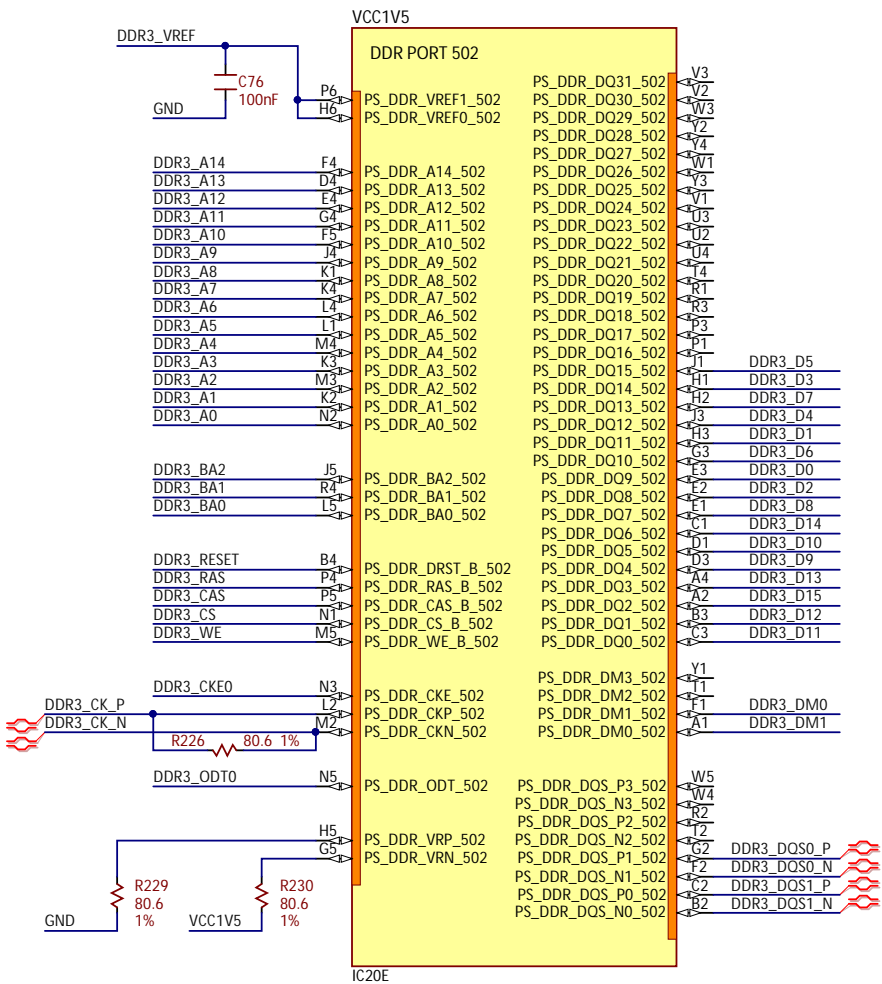 VCC1V5
DDR PORT 502
DDR3_VREF
C76
100nF
GND
P6 PS_DDR_VREF1_502
H6 PS_DDR_VREF0_502
DDR3_A14 F4 PS_DDR_A14_502
DDR3_A13 D4 PS_DDR_A13_502
DDR3_A12 E4 PS_DDR_A12_502
DDR3_A11 G4 PS_DDR_A11_502
DDR3_A10 F5 PS_DDR_A10_502
DDR3_A9 J4 PS_DDR_A9_502
DDR3_A8 K1 PS_DDR_A8_502
DDR3_A7 K4 PS_DDR_A7_502
DDR3_A6 L4 PS_DDR_A6_502
DDR3_A5 L1 PS_DDR_A5_502
DDR3_A4 M4 PS_DDR_A4_502
DDR3_A3 K3 PS_DDR_A3_502
DDR3_A2 M3 PS_DDR_A2_502
DDR3_A1 K2 PS_DDR_A1_502
DDR3_A0 N2 PS_DDR_A0_502
DDR3_BA2 J5 PS_DDR_BA2_502
DDR3_BA1 R4 PS_DDR_BA1_502
DDR3_BA0 L5 PS_DDR_BA0_502
DDR3_RESET B4 PS_DDR_DRST_B_502
DDR3_RAS P4 PS_DDR_RAS_B_502
DDR3_CAS P5 PS_DDR_CAS_B_502
DDR3_CS N1 PS_DDR_CS_B_502
DDR3_WE M5 PS_DDR_WE_B_502
DDR3_CKE0 N3 PS_DDR_CKE_502
DDR3_CK_P L2 PS_DDR_CKP_502
DDR3_CK_N M2 PS_DDR_CKN_502
R226 80.6 1%
DDR3_ODT0 N5 PS_DDR_ODT_502
H5 PS_DDR_VRP_502
G5 PS_DDR_VRN_502
R229
80.6
1%
GND
R230
80.6
1%
VCC1V5
PS_DDR_DQ31_502 V3
PS_DDR_DQ30_502 V2
PS_DDR_DQ29_502 W3
PS_DDR_DQ28_502 Y2
PS_DDR_DQ27_502 Y4
PS_DDR_DQ26_502 W1
PS_DDR_DQ25_502 Y3
PS_DDR_DQ24_502 V1
PS_DDR_DQ23_502 U3
PS_DDR_DQ22_502 U2
PS_DDR_DQ21_502 U4
PS_DDR_DQ20_502 T4
PS_DDR_DQ19_502 R1
PS_DDR_DQ18_502 R3
PS_DDR_DQ17_502 P3
PS_DDR_DQ16_502 P1
PS_DDR_DQ15_502 J1 DDR3_D5
PS_DDR_DQ14_502 H1 DDR3_D3
PS_DDR_DQ13_502 H2 DDR3_D7
PS_DDR_DQ12_502 J3 DDR3_D4
PS_DDR_DQ11_502 H3 DDR3_D1
PS_DDR_DQ10_502 G3 DDR3_D6
PS_DDR_DQ9_502 E3 DDR3_D0
PS_DDR_DQ8_502 E2 DDR3_D2
PS_DDR_DQ7_502 E1 DDR3_D8
PS_DDR_DQ6_502 C1 DDR3_D14
PS_DDR_DQ5_502 D1 DDR3_D10
PS_DDR_DQ4_502 D3 DDR3_D9
PS_DDR_DQ3_502 A4 DDR3_D13
PS_DDR_DQ2_502 A2 DDR3_D15
PS_DDR_DQ1_502 B3 DDR3_D12
PS_DDR_DQ0_502 C3 DDR3_D11
PS_DDR_DM3_502 Y1
PS_DDR_DM2_502 T1
PS_DDR_DM1_502 F1 DDR3_DM0
PS_DDR_DM0_502 A1 DDR3_DM1
PS_DDR_DQS_P3_502 W5
PS_DDR_DQS_N3_502 W4
PS_DDR_DQS_P2_502 R2
PS_DDR_DQS_N2_502 T2
PS_DDR_DQS_P1_502 G2 DDR3_DQS0_P
PS_DDR_DQS_N1_502 F2 DDR3_DQS0_N
PS_DDR_DQS_P0_502 C2 DDR3_DQS1_P
PS_DDR_DQS_N0_502 B2 DDR3_DQS1_N
IC20E